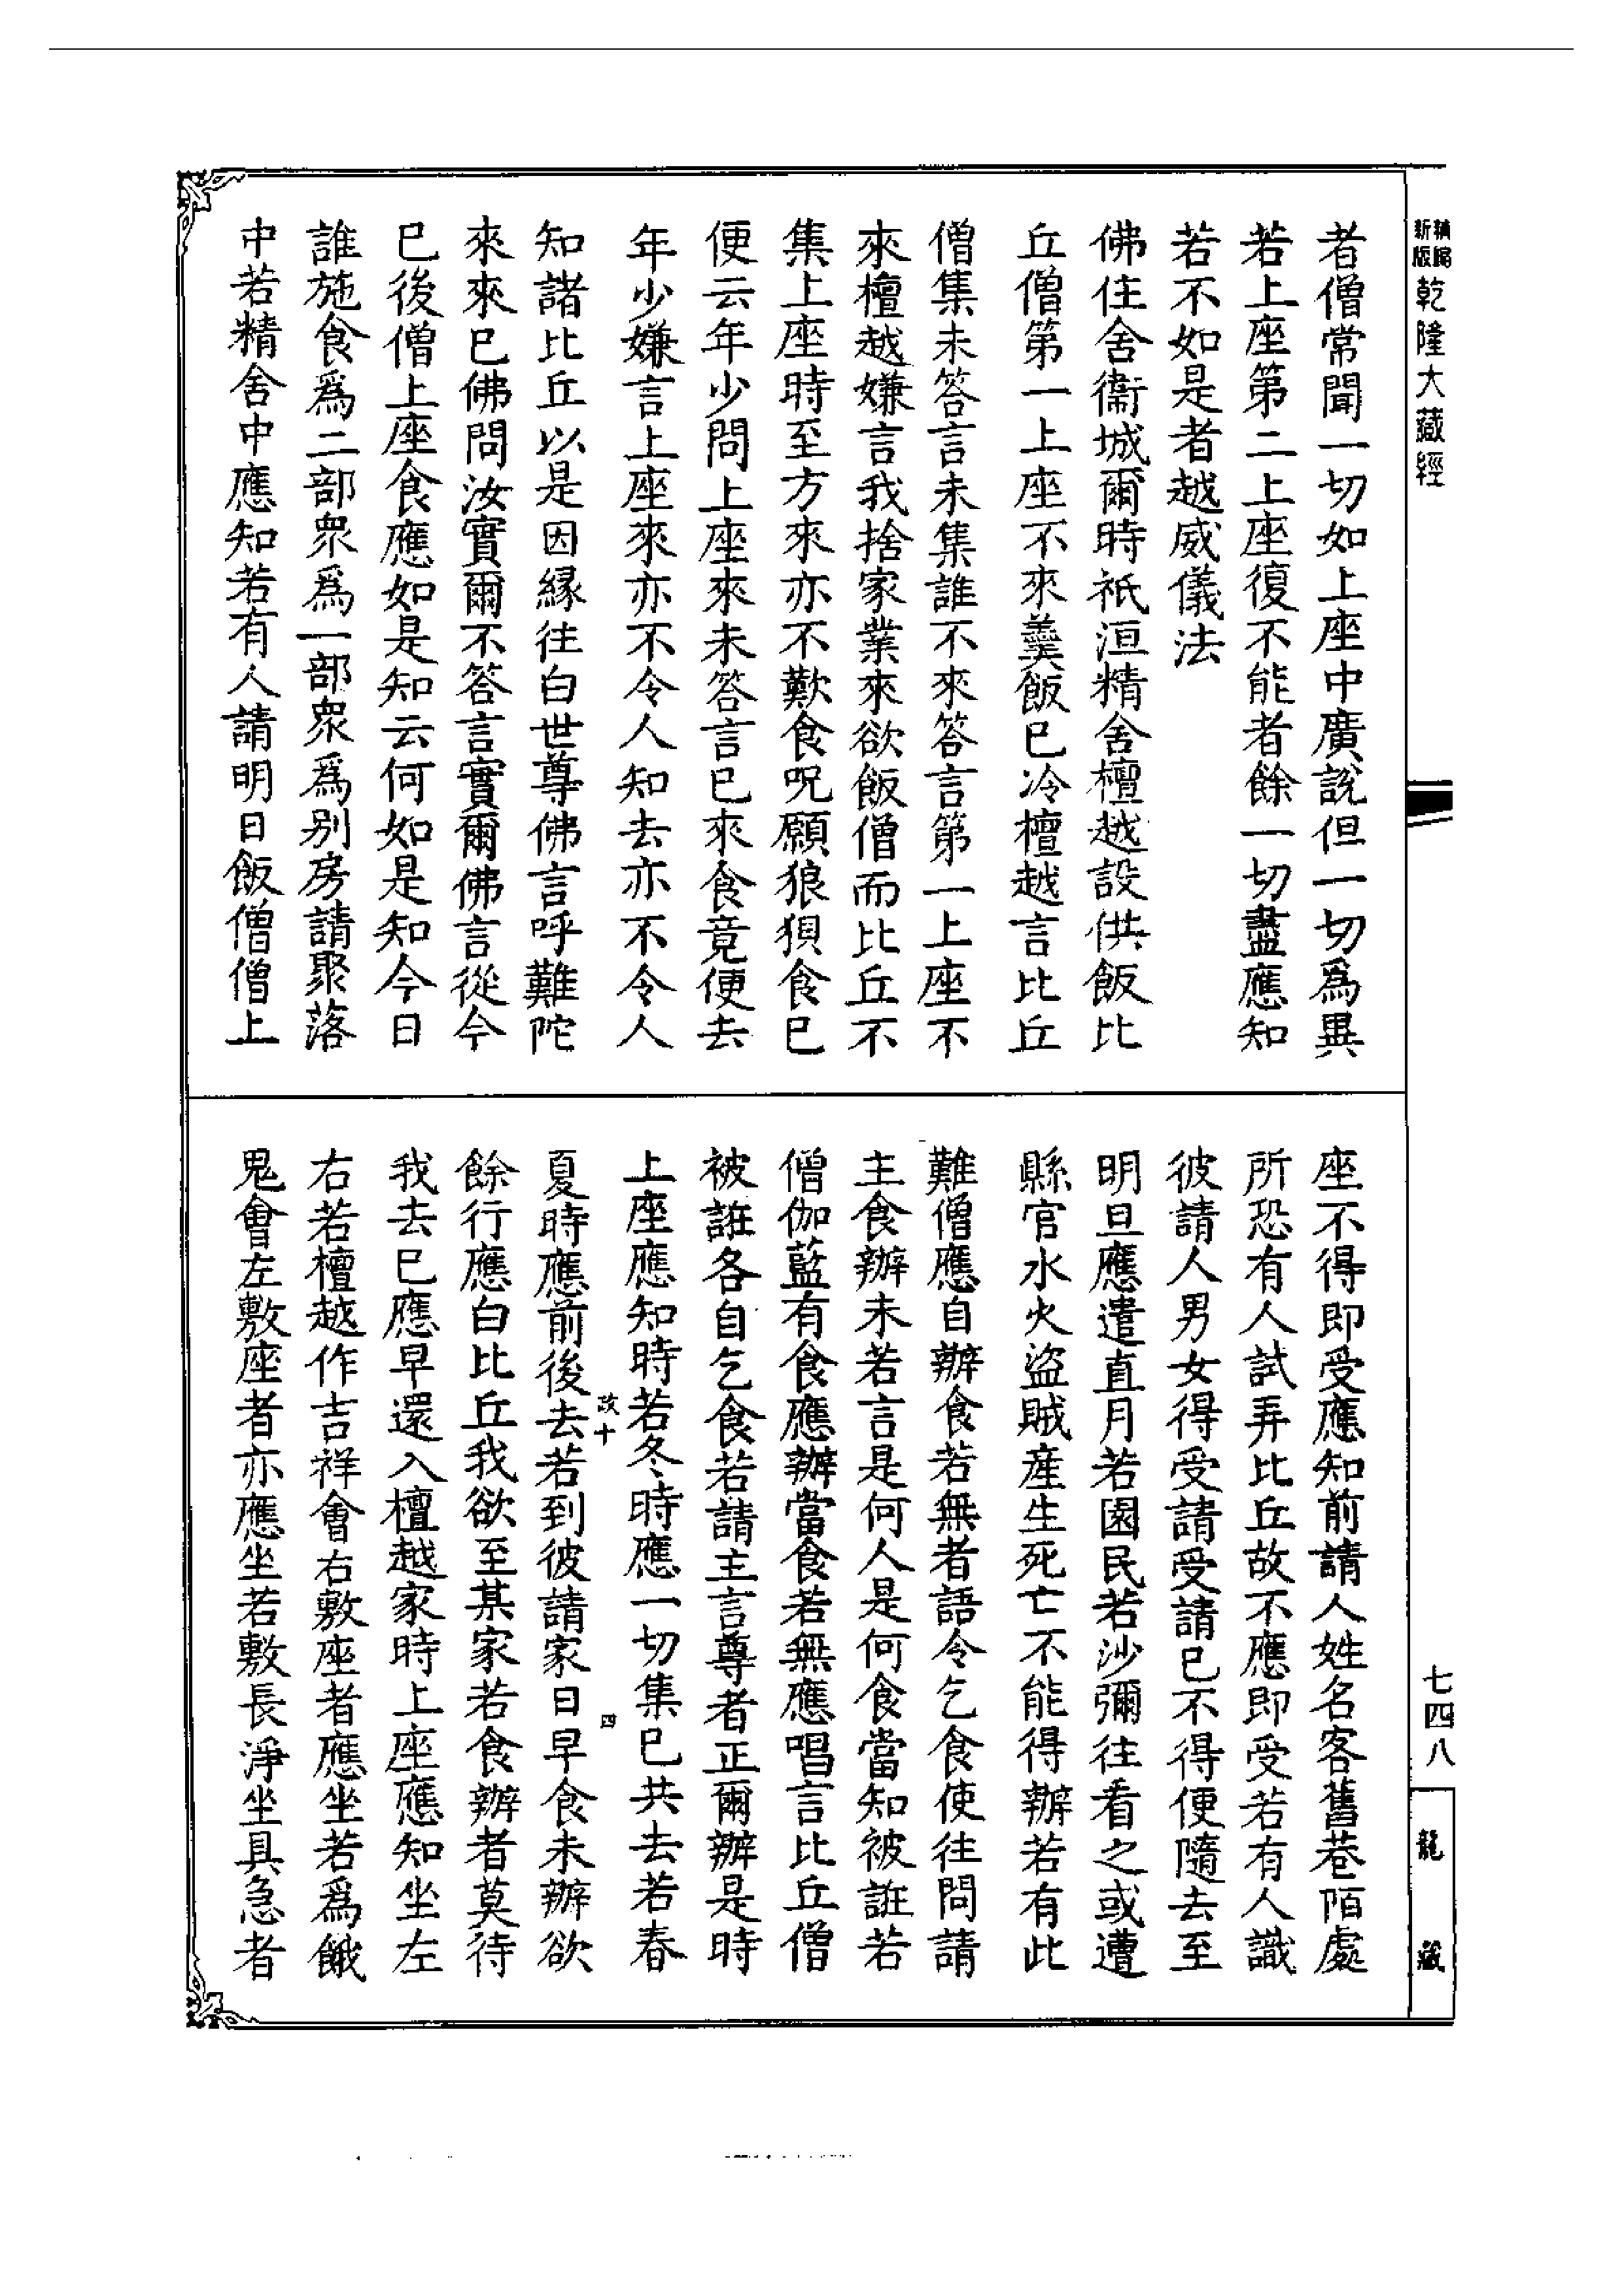 新版精縮乾隆大藏經
者僧常聞一切如上座中廣說但一切爲異
若上座第二上座復不能者餘一切盡應知
若不如是者越威儀法
佛住舍衞城爾時祇洹精舍檀越設供飯比
丘僧第一上座不來羹飯已冷檀越言比丘
僧集未答言未集誰不來答言第一上座不
來檀越嫌言我捨家業來欲飯僧而比丘不
集上座時至方來亦不歎食呪願狼狽食已
便云年少問上座來未答言已來食竟便去
年少嫌言上座來亦不令人知去亦不令人
知諸比丘以是因緣往白世尊佛言呼難陀
來來已佛問汝實爾不答言實爾佛言從今
已後僧上座食應如是知云何如是知今日
誰施食爲二部衆爲一部衆爲別房請聚落
中若精舍中應知若有人請明日飯僧僧上
座不得即受應知前請人姓名客舊巷陌處
所恐有人試弄比丘故不應即受若有人識
彼請人男女得受請受請已不得便隨去至
明旦應遣直月若園民若沙彌往看之或遭
縣官水火盜賊產生死亡不能得辦若有此
難僧應自辦食若無者語令乞食使往問請
主食辦未若言是何人是何食當知被誑若
僧伽藍有食應辦當食若無應唱言比丘僧
被誑各自乞食若請主言尊者正爾辦是時
上座應知時若冬時應一切集已共去若春
改十 四
夏時應前後去若到彼請家日早食未辦欲
餘行應白比丘我欲至某家若食辦者莫待
我去已應早還入檀越家時上座應知坐左
右若檀越作吉祥會右敷座者應坐若爲餓
鬼會左敷座者亦應坐若敷長淨坐具急者
七四八
龍藏